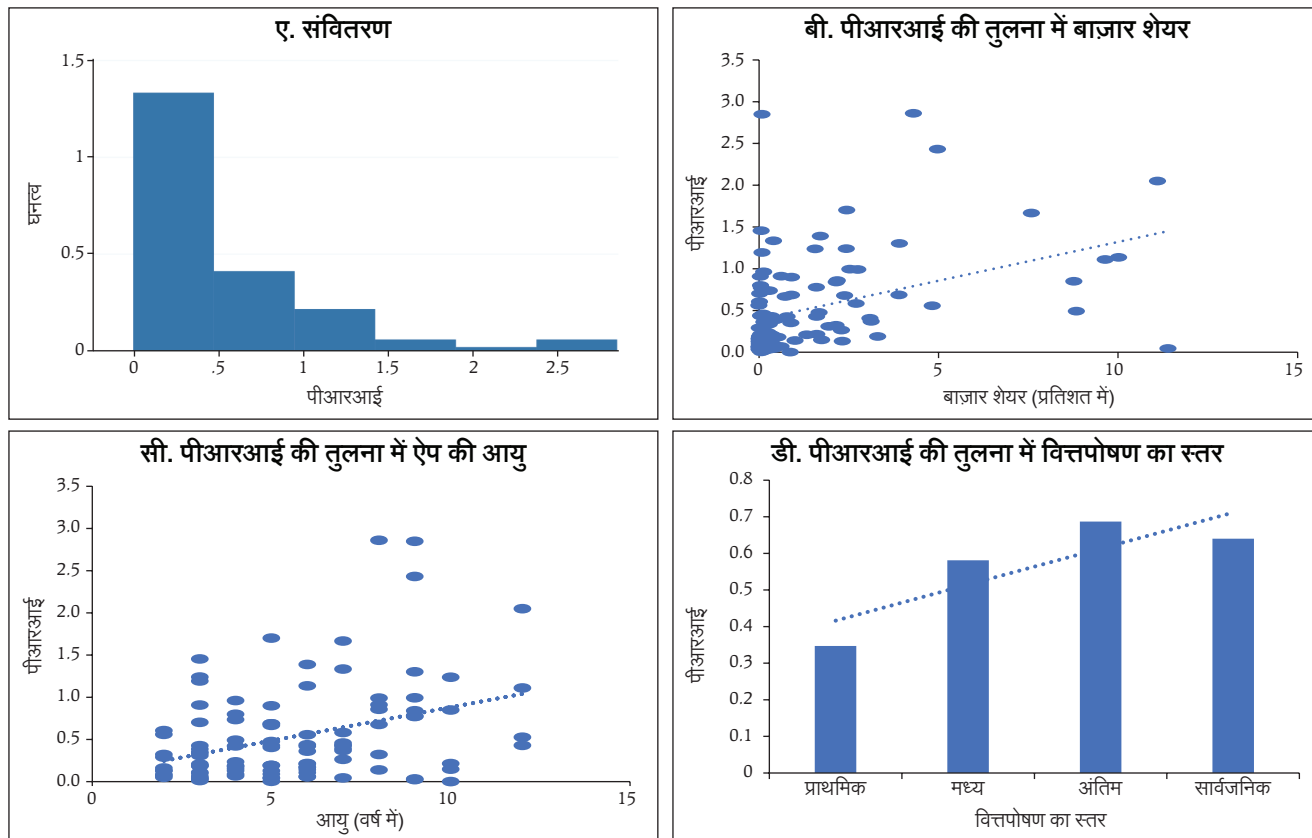 ए. संवितरण
1.5
1
0.5
0
घनत्व
0 .5 1 1.5 2 2.5
पीआरआई
बी. पीआरआई की तुलना में बाज़ार शेयर
3.5
3.0
2.5
2.0
1.5
1.0
0.5
0.0
पीआरआई
0 5 10 15
बाज़ार शेयर (प्रतिशत में)
सी. पीआरआई की तुलना में ऐप की आयु
3.5
3.0
2.5
2.0
1.5
1.0
0.5
0.0
पीआरआई
0 5 10 15
आयु (वर्ष में)
डी. पीआरआई की तुलना में वित्तपोषण का स्तर
0.8
0.7
0.6
0.5
0.4
0.3
0.2
0.1
0
पीआरआई
प्राथमिक मध्य अंतिम सार्वजनिक
वित्तपोषण का स्तर